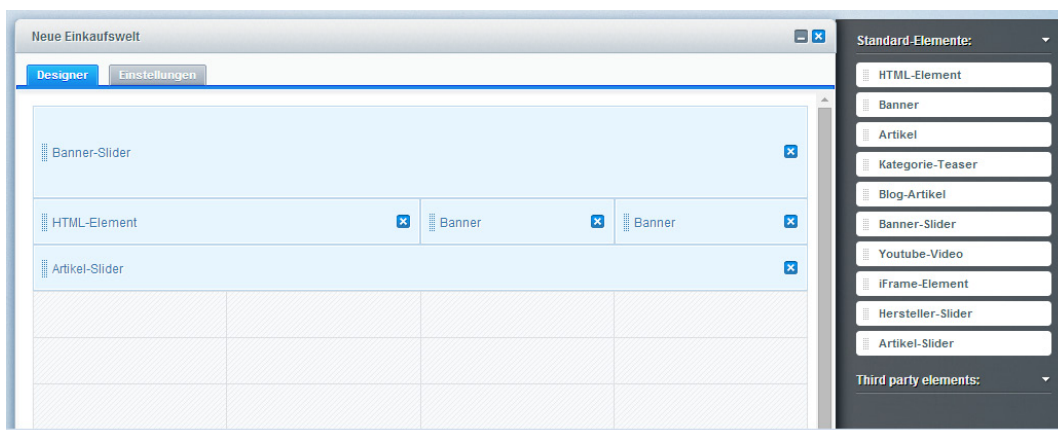 Neue Einkaufswelt
Designer Einstellungen
Banner-Slider
HTML-Element Banner Banner
Artikel-Slider
Standard-Elemente:
HTML-Element
Banner
Artikel
Kategorie-Teaser
Blog-Artikel
Banner-Slider
Youtube-Video
iFrame-Element
Hersteller-Slider
Artikel-Slider
Third party elements: